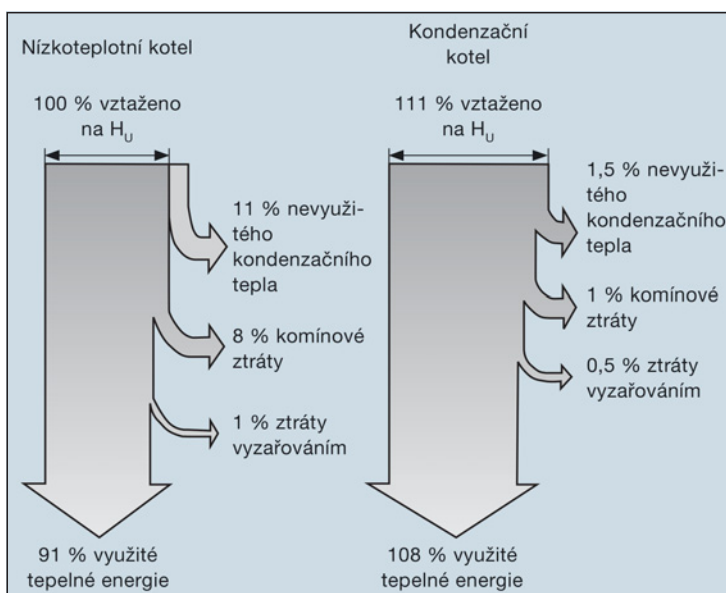 Nízkoteplotní kotel
100 % vztaženo
na H_U
11 % nevyuži-
tého
kondenzačního
tepla
8 % komínové
ztráty
1 % ztráty
vyzařováním
91 % využité
tepelné energie
Kondenzační
kotel
111 % vztaženo
na H_U
1,5 % nevyuži-
tého
kondenzačního
tepla
1 % komínové
ztráty
0,5 % ztráty
vyzařováním
108 % využité
tepelné energie